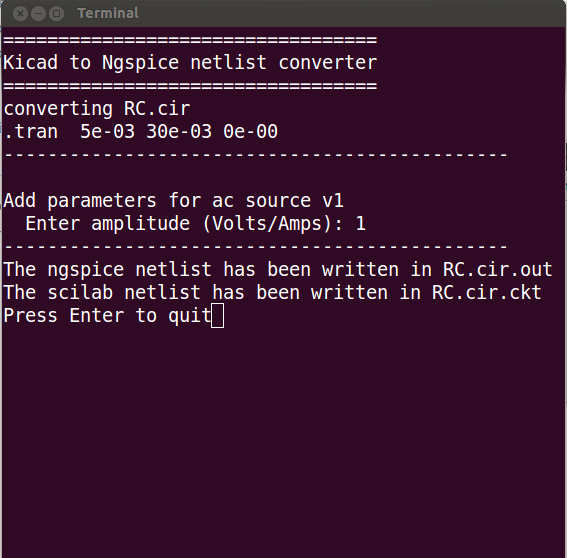 Terminal
==================================
Kicad to Ngspice netlist converter
==================================
converting RC.cir
.tran  5e-03 30e-03 0e-00
----------------------------------------------
Add parameters for ac source v1
  Enter amplitude (Volts/Amps): 1
----------------------------------------------
The ngspice netlist has been written in RC.cir.out
The scilab netlist has been written in RC.cir.ckt
Press Enter to quit